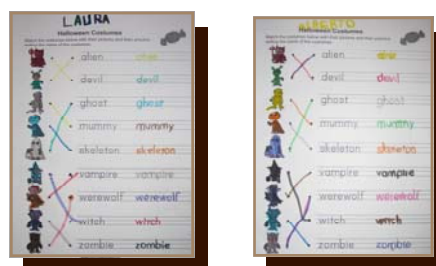 LAURA
Halloween Costumes
alien alien
devil devil
ghost ghost
mummy mummy
skeleton skeleton
vampire vampire
werewolf werewolf
witch witch
zombie zombie
ALBERTO
Halloween Costumes
alien alien
devil devil
ghost ghost
mummy mummy
skeleton skeleton
vampire vampire
werewolf werewolf
witch witch
zombie zombie